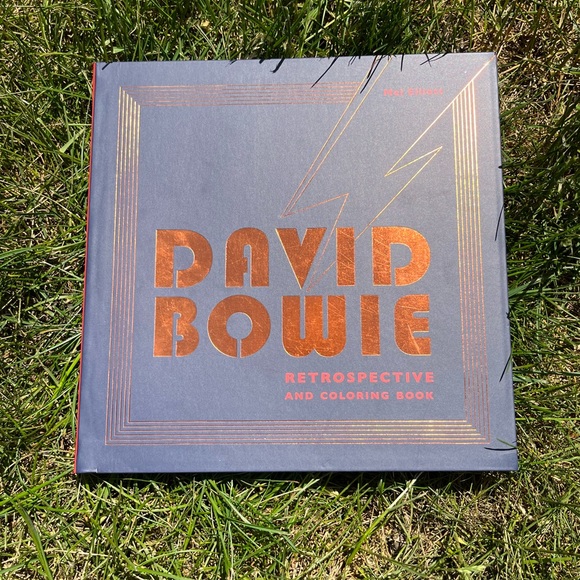 DAVID
BOWIE
RETROSPECTIVE
AND COLORING BOOK